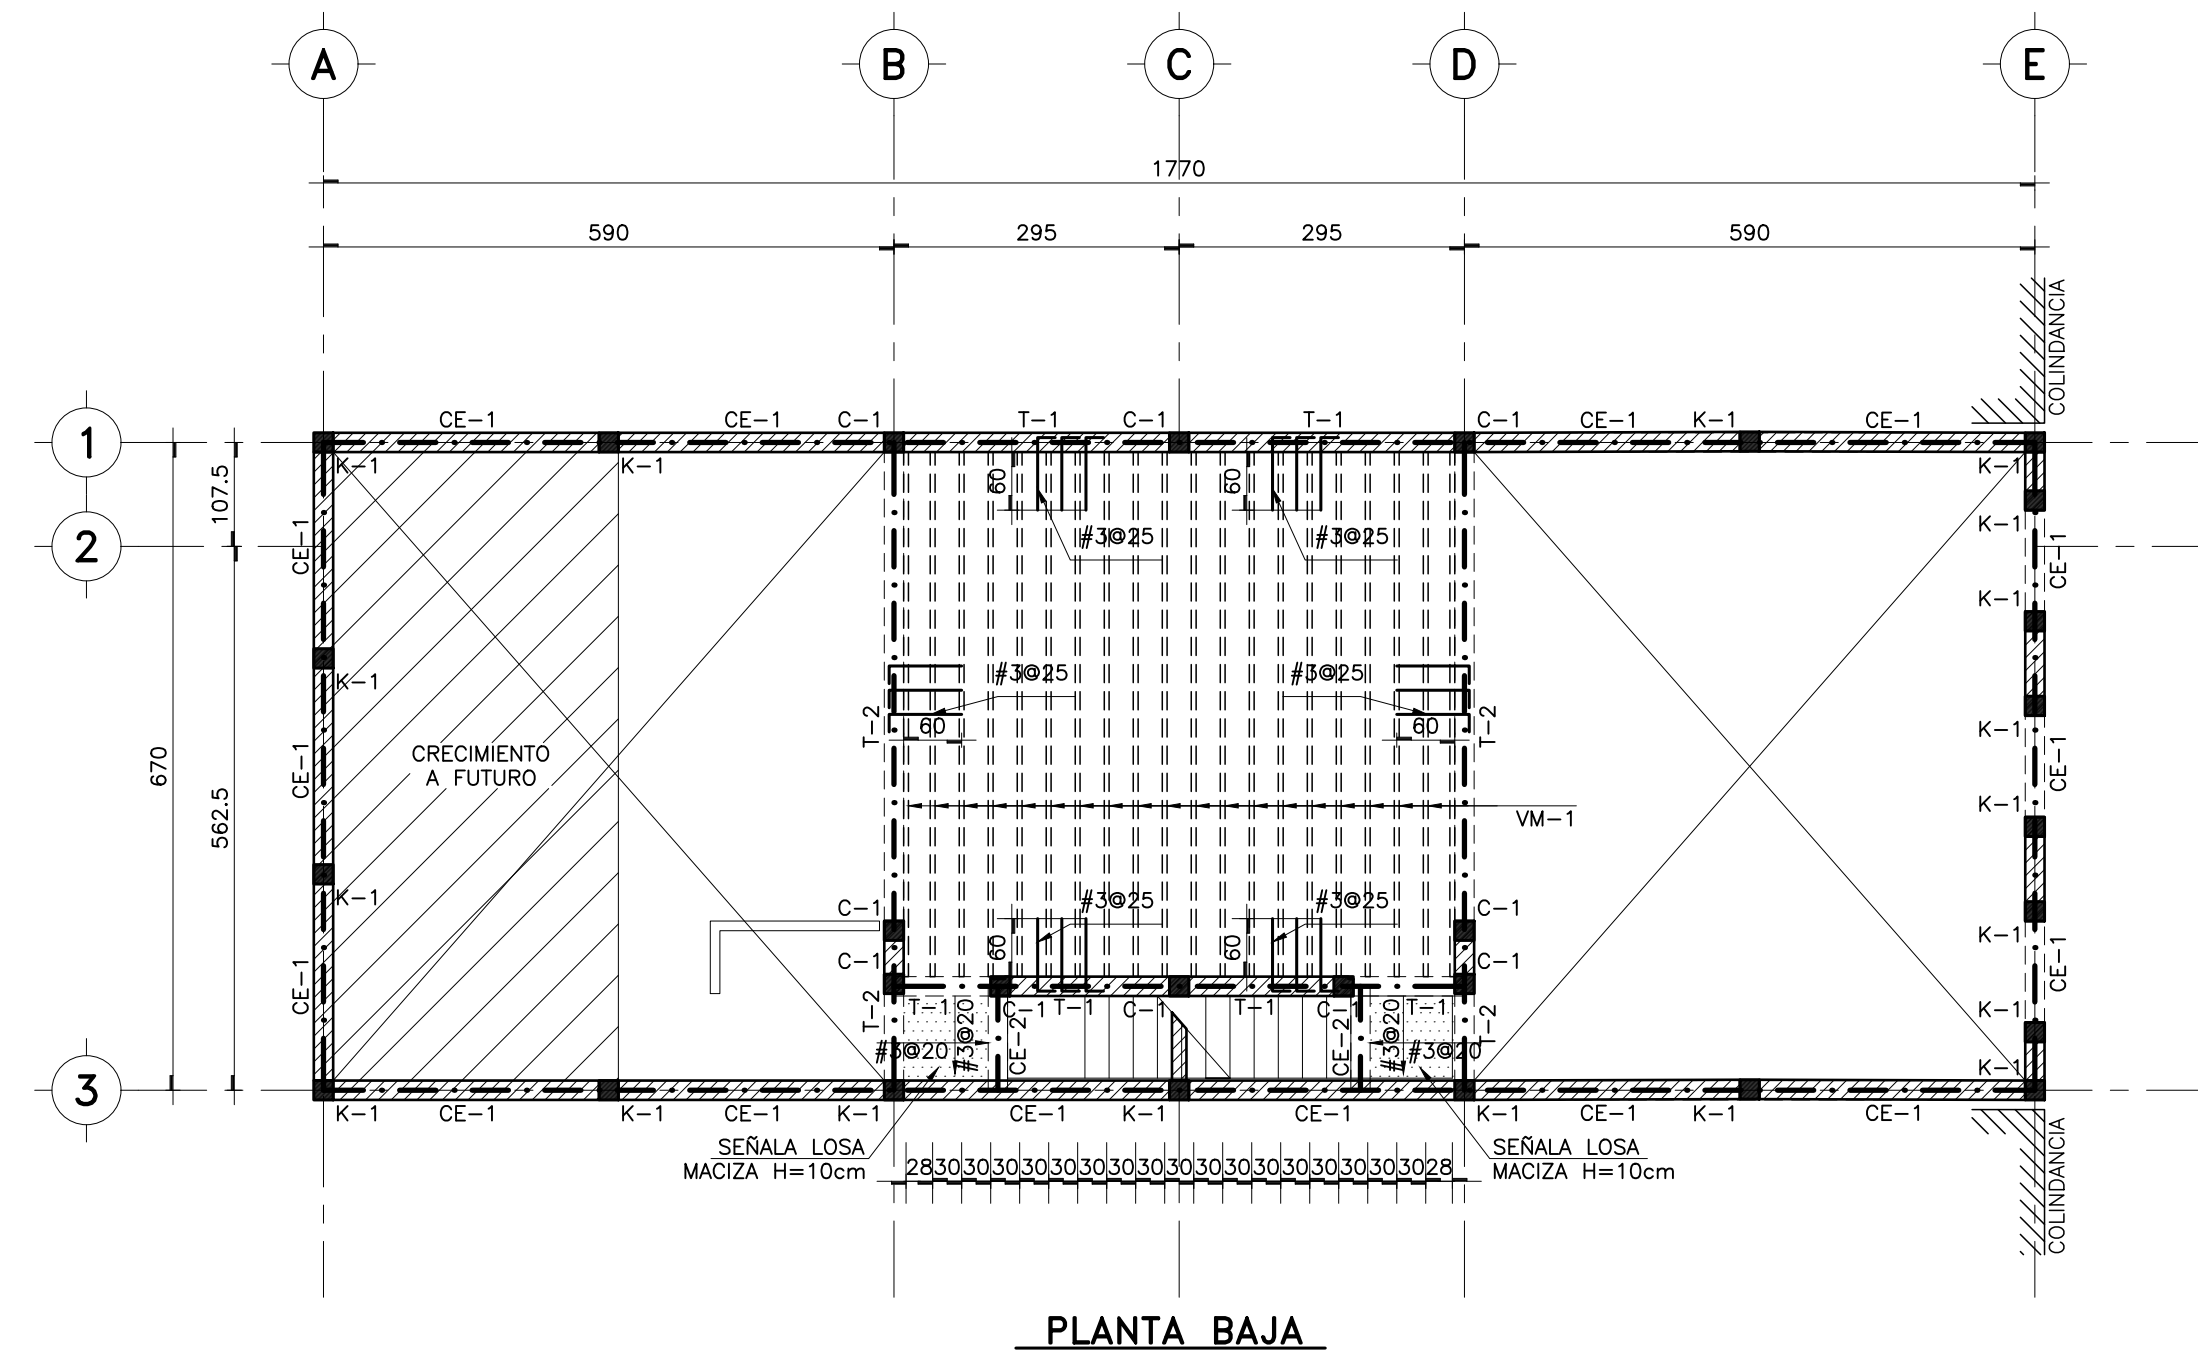 A B C D E
1770
590 295 295 590
COLINDANCIA
1
2
3
107.5
562.5
670
CE-1 CE-1 C-1 T-1 C-1 T-1 C-1 CE-1 K-1 CE-1
K-1 K-1 K-1
60 60
K-1
#3@25 #3@25
CE-1 CE-1
K-1
#3@25 #3@25
K-1
60 60
T-2 T-2
K-1
CRECIMIENTO
A FUTURO
CE-1 CE-1
K-1
VM-1
K-1
#3@25 #3@25
C-1 C-1
60 60
K-1
C-1 C-1
CE-1 CE-1
T-1 C-1 T-1 C-1 T-1 C-1 T-1
K-1
T-2 T-2
#3@20 #3@20
CE-2 CE-2
#3@20 #3@20
K-1
K-1 CE-1 K-1 CE-1 K-1 CE-1 K-1 CE-1 K-1 CE-1 K-1 CE-1
SEÑALA LOSA
MACIZA H=10cm
28 30 30 30 30 30 30 30 30 30 30 30 30 30 30 30 30 30 28
SEÑALA LOSA
MACIZA H=10cm
COLINDANCIA
PLANTA BAJA